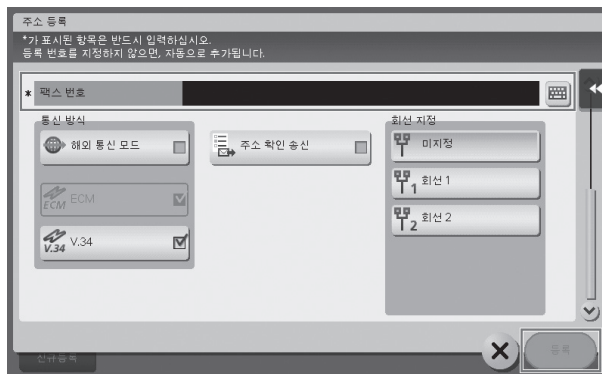 주소 등록
*가 표시된 항목은 반드시 입력하십시오.
등록 번호를 지정하지 않으면, 자동으로 추가됩니다.
* 팩스 번호
통신 방식
해외 통신 모드
ECM ECM
V.34 V.34
주소 확인 송신
회선 지정
미지정
1 회선 1
2 회선 2
신규등록
등록